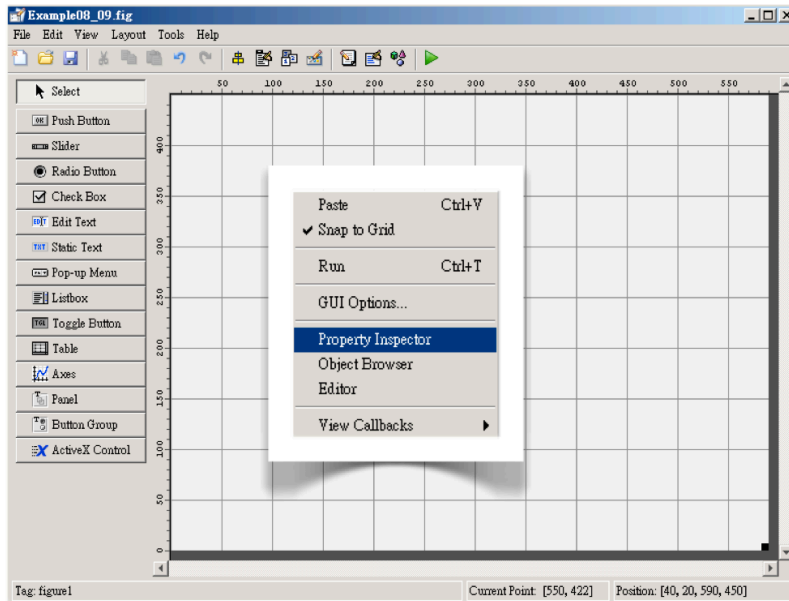 Example08_09.fig
File Edit View Layout Tools Help
50 100 150 200 250 300 350 400 450 500 550
Select
OK Push Button
Slider
Radio Button
Check Box
EDIT Edit Text
TXT Static Text
Pop-up Menu
Listbox
TGL Toggle Button
Table
Axes
Panel
Button Group
ActiveX Control
400
350
300
250
200
150
100
50
0
Paste Ctrl+V
Snap to Grid
Run Ctrl+T
GUI Options...
Property Inspector
Object Browser
Editor
View Callbacks
Tag: figure1
Current Point: [550, 422]
Position: [40, 20, 590, 450]